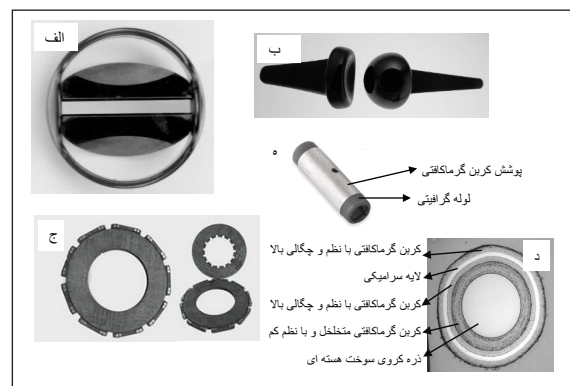 الف
ب
ه
پوشش کربن گرماکافتی
لوله گرافیتی
ج
د
کربن گرماکافتی با نظم و چگالی بالا
لایه سرامیکی
کربن گرماکافتی با نظم و چگالی بالا
کربن گرماکافتی متخلخل و با نظم کم
ذره کروی سوخت هسته ای